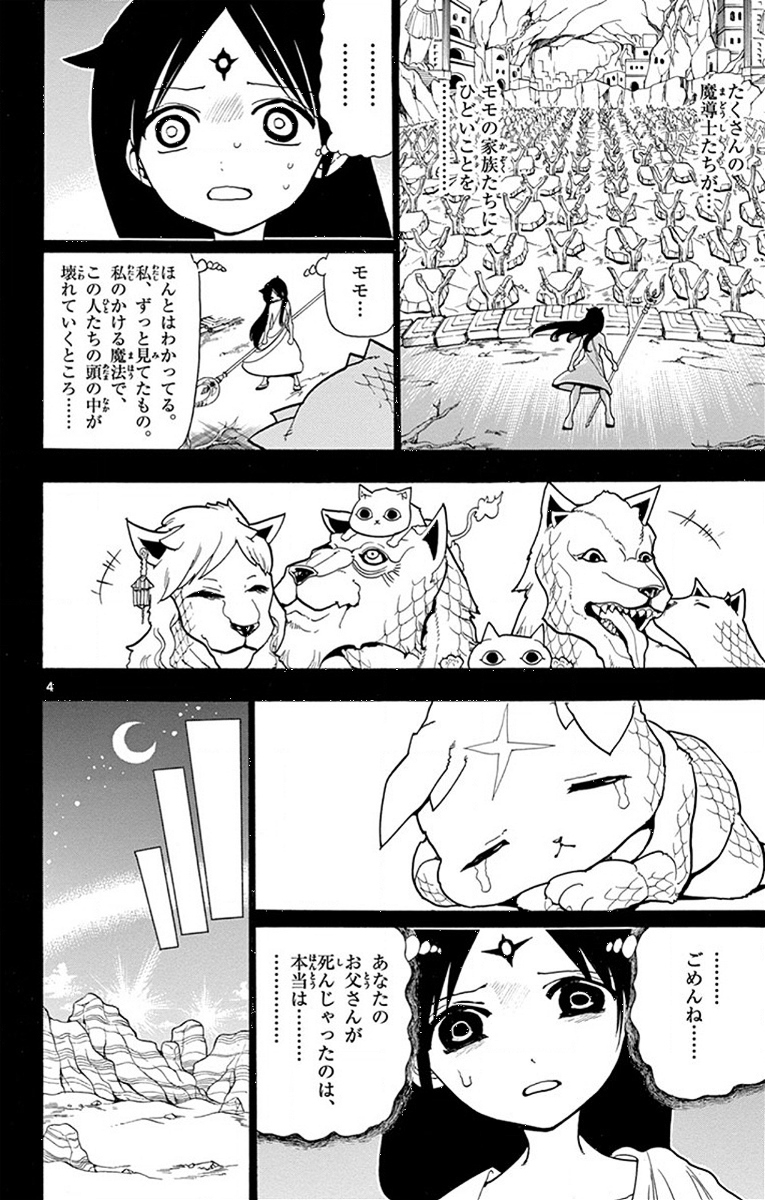 たくさんの
魔導士たちが…
モモの家族たちに
ひどいことを
…………
………
………
モモ…
ほんとはわかってる。
私、ずっと見てたもの。
私のかける魔法で、
この人たちの頭の中が
壊れていくところ……
ごめんね……
あなたの
お父さんが
死んじゃったのは、
本当は………
4